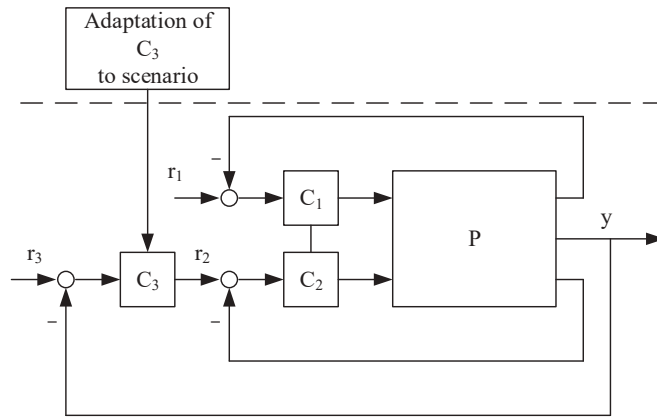 Adaptation of
C₃
to scenario
r₁
−
C₁
P
y
r₃
−
C₃
r₂
−
C₂